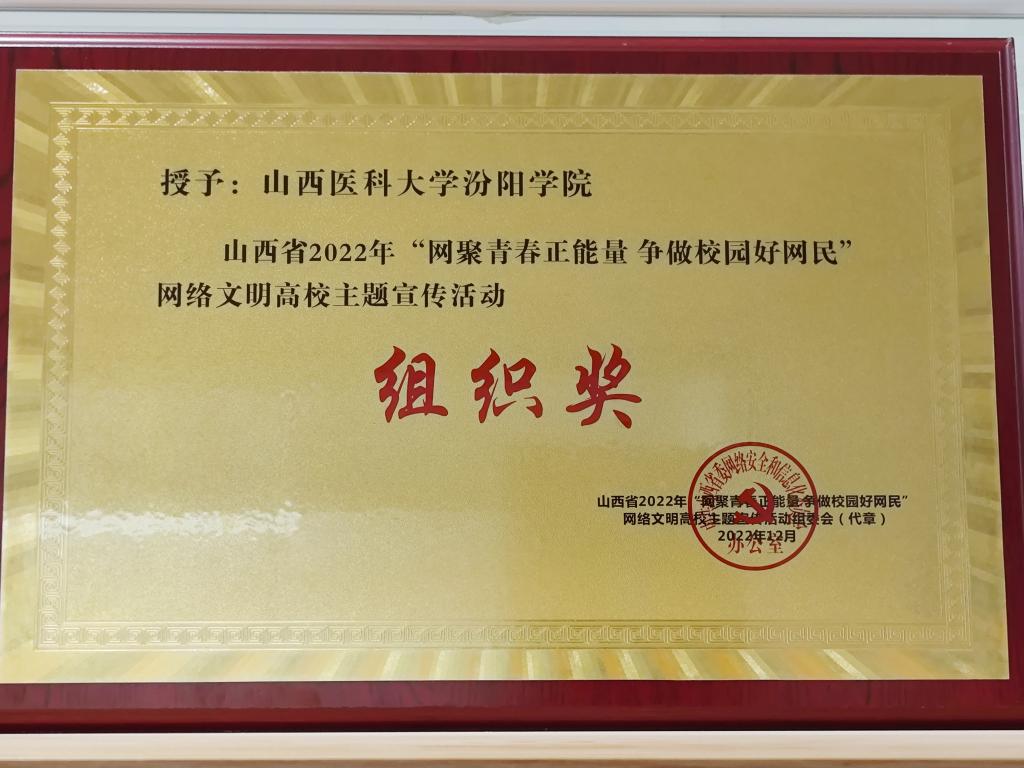 授予：山西医科大学汾阳学院
山西省2022年“网聚青春正能量 争做校园好网民”
网络文明高校主题宣传活动
组织奖
山西省2022年“网聚青春正能量 争做校园好网民”
网络文明高校主题宣传活动组委会（代章）
2022年12月
办公室